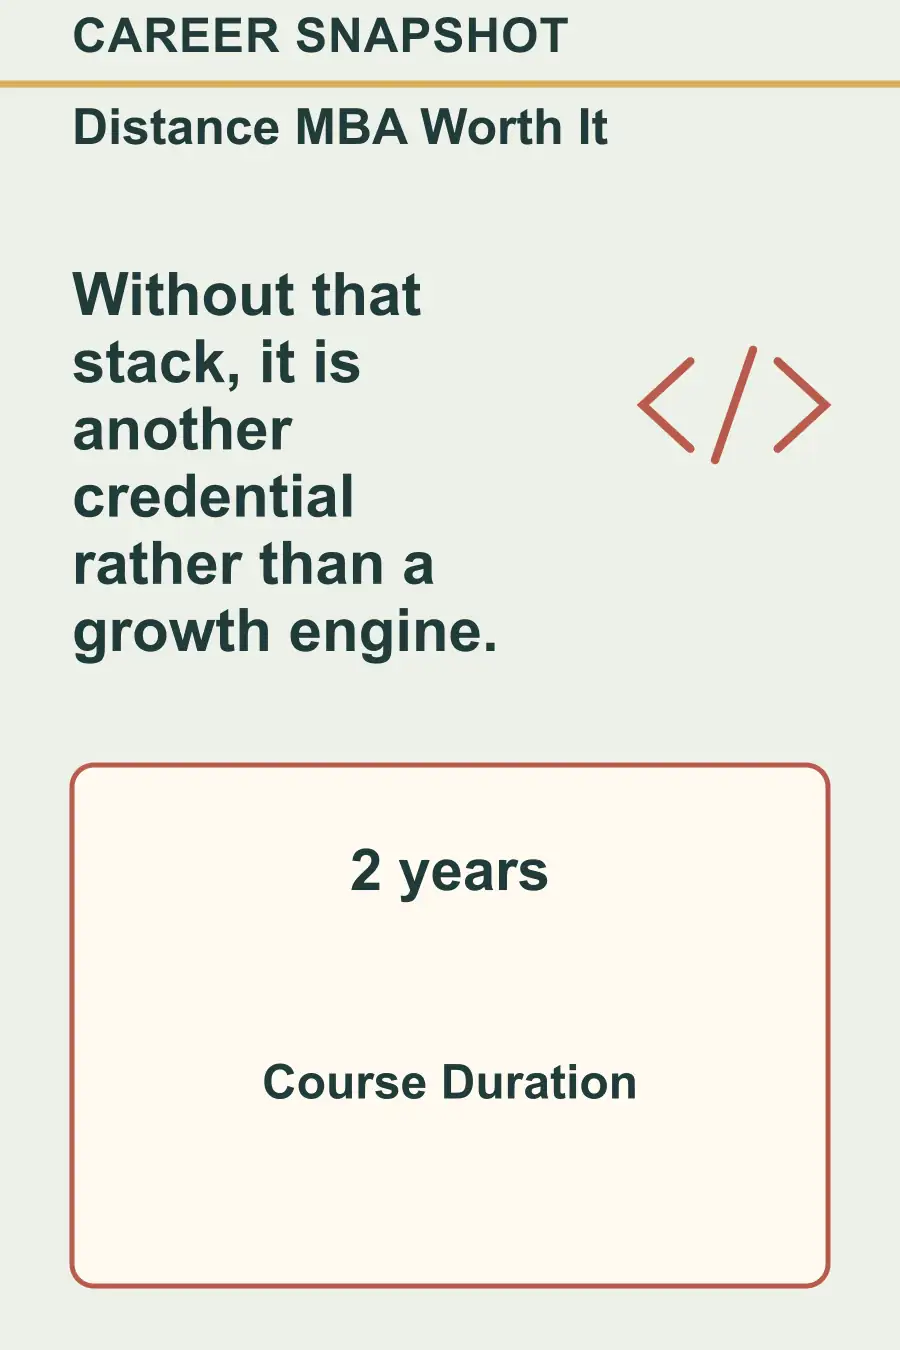 CAREER SNAPSHOT
Distance MBA Worth It
Without that
stack, it is
another
credential
rather than a
growth engine.
2 years
Course Duration